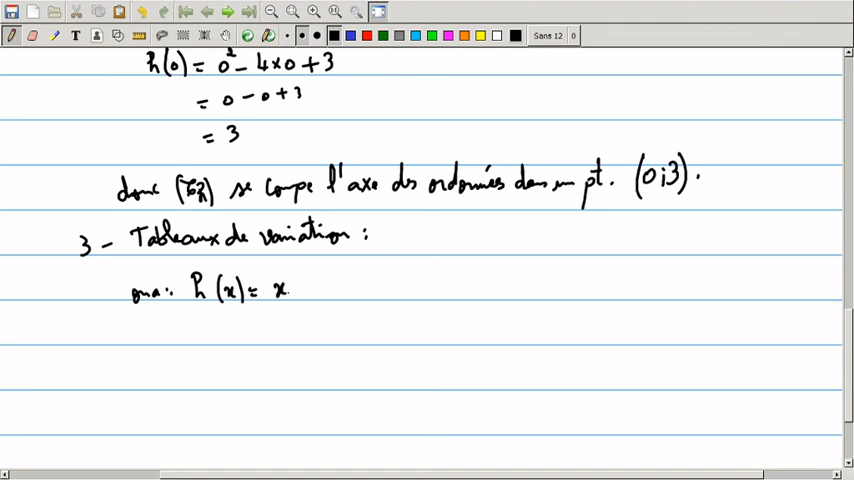 Sans 12 0
h(0) = 0² - 4×0 + 3
= 0 - 0 + 3
= 3
donc (Ch) se coupe l'axe des ordonnées dans un pt. (0;3).
3 - Tableaux de variation :
on a : h(x) = x